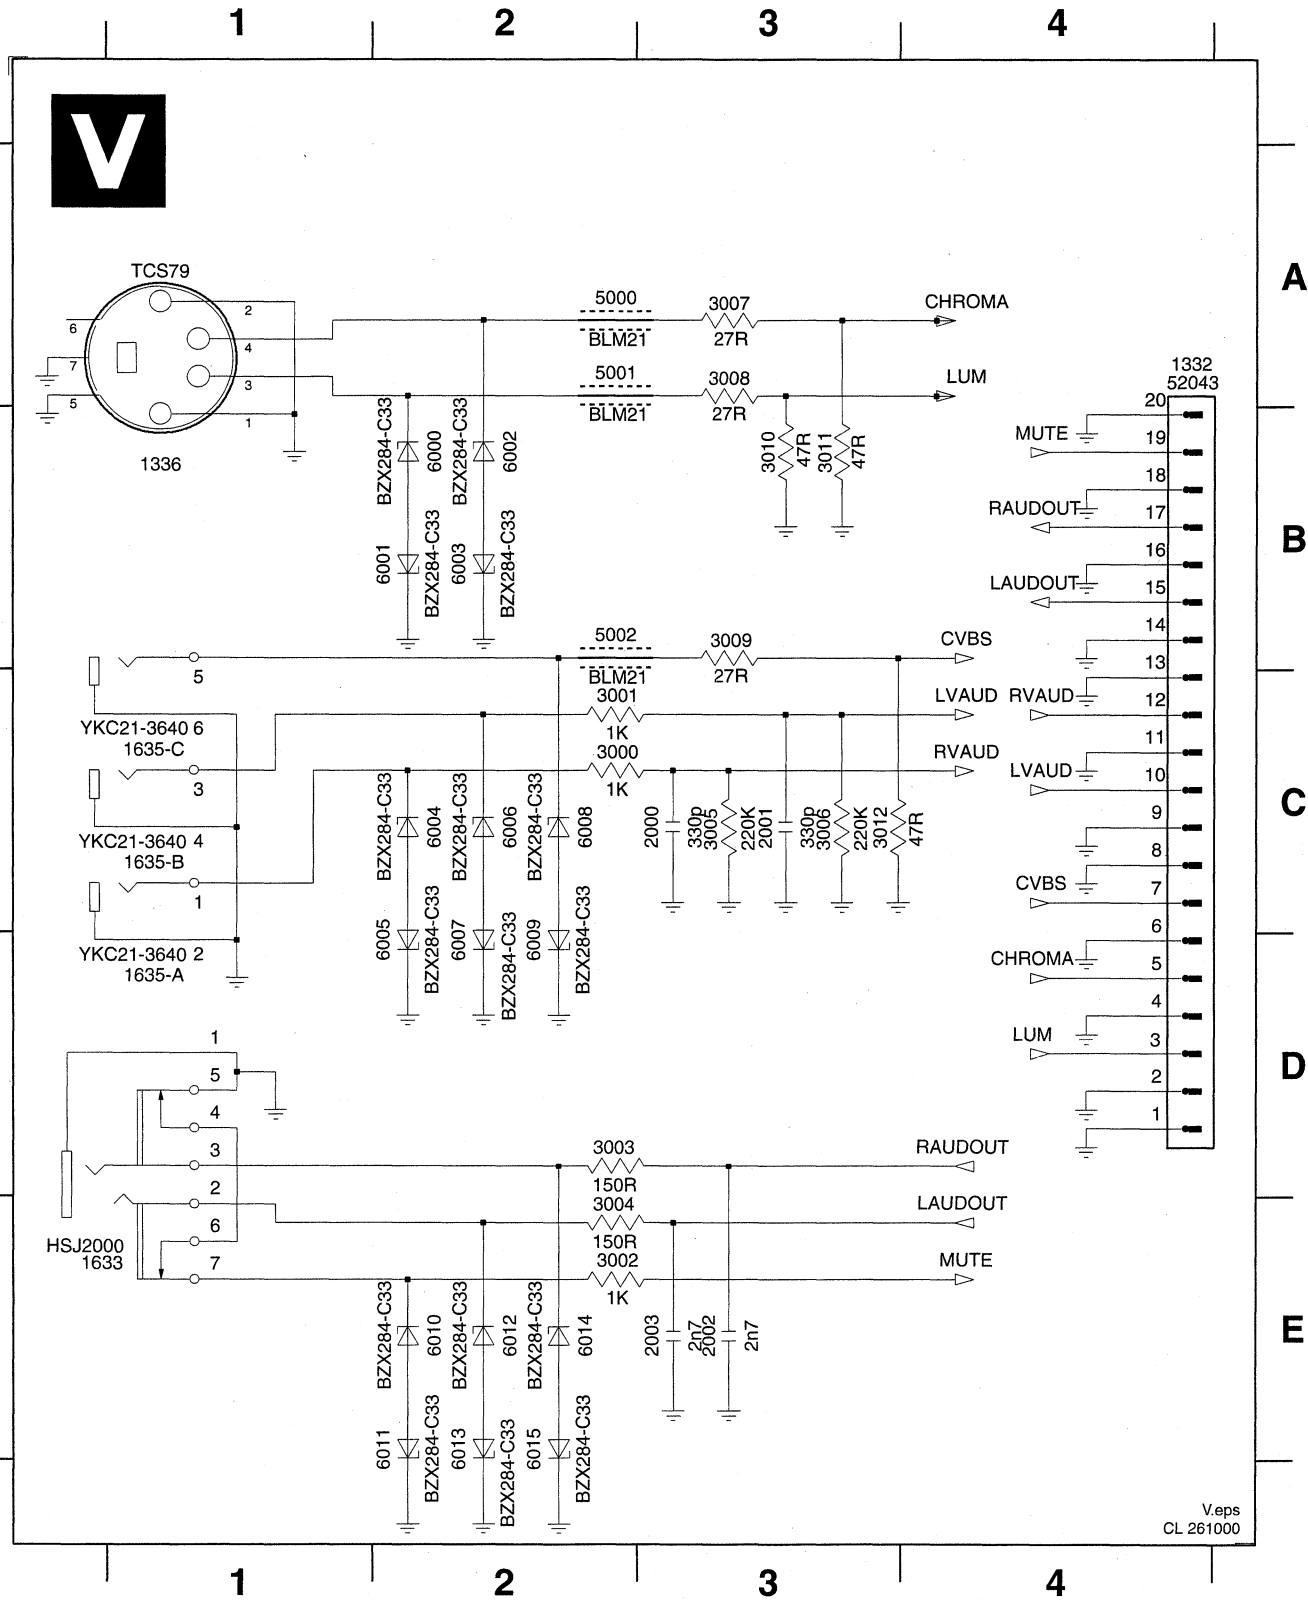 1 2 3 4
V
A
B
C
D
E
TCS79
2
6
4
7
3
5
1
1336
5000
BLM21
3007
27R
CHROMA
5001
BLM21
3008
27R
LUM
BZX284-C33
6000
BZX284-C33
6002
3010
47R
3011
47R
6001
BZX284-C33
6003
BZX284-C33
1332
52043
20
MUTE 19
18
RAUDOUT 17
16
LAUDOUT 15
14
13
RVAUD 12
11
LVAUD 10
9
8
CVBS 7
6
CHROMA 5
4
LUM 3
2
1
5
5002
BLM21
3009
27R
CVBS
YKC21-3640 6
1635-C
3001
1K
LVAUD
3
3000
1K
RVAUD
YKC21-3640 4
1635-B
1
YKC21-3640 2
1635-A
BZX284-C33
6004
BZX284-C33
6006
BZX284-C33
6008
2000
330p
3005
220K
2001
330p
3006
220K
3012
47R
6005
BZX284-C33
6007
BZX284-C33
6009
BZX284-C33
1
5
4
3
2
6
7
HSJ2000
1633
3003
150R
RAUDOUT
3004
150R
LAUDOUT
3002
1K
MUTE
BZX284-C33
6010
BZX284-C33
6012
BZX284-C33
6014
2003
2n7
2002
2n7
6011
BZX284-C33
6013
BZX284-C33
6015
BZX284-C33
V.eps
CL 261000
1 2 3 4